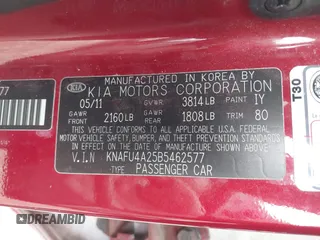 77
MANUFACTURED IN KOREA BY
KIA KIA MOTORS CORPORATION
05/11 GVWR 3814LB PAINT IY
GAWR FRONT 2160LB GAWR REAR 1808LB TRIM 80
THIS VEHICLE CONFORMS TO ALL APPLICABLE U.S. FEDERAL
MOTOR VEHICLE SAFETY, BUMPER, AND THEFT PREVENTION
STANDARDS IN EFFECT ON THE DATE OF MANUFACTURE
SHOWN ABOVE.
V.I.N KNAFU4A25B5462577
TYPE : PASSENGER CAR
T30
DREAMBID